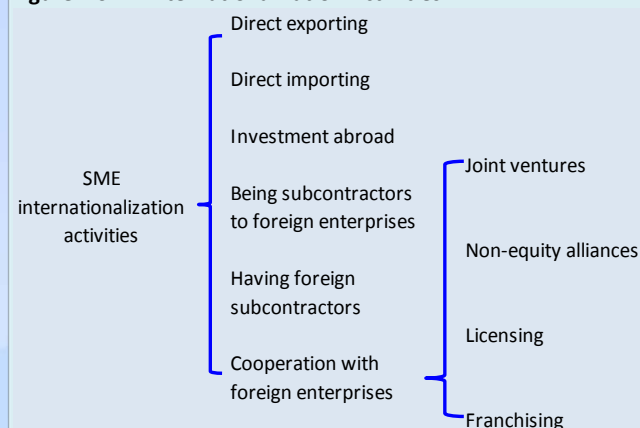 Direct exporting
Direct importing
Investment abroad
SME
internationalization
activities
Being subcontractors
to foreign enterprises
Having foreign
subcontractors
Cooperation with
foreign enterprises
Joint ventures
Non-equity alliances
Licensing
Franchising